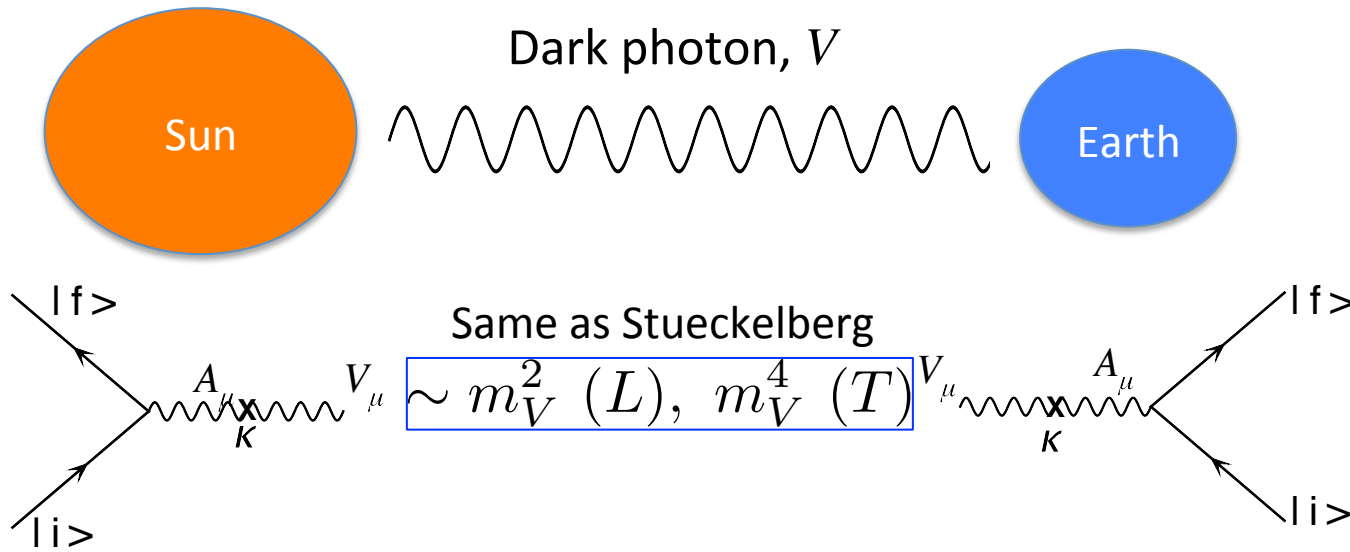 Dark photon, V
Sun
Earth
| f >
| f >
Same as Stueckelberg
A_μ
V_μ
∼ m_V^2 (L), m_V^4 (T)
V_μ
A_μ
κ
κ
| i >
| i >